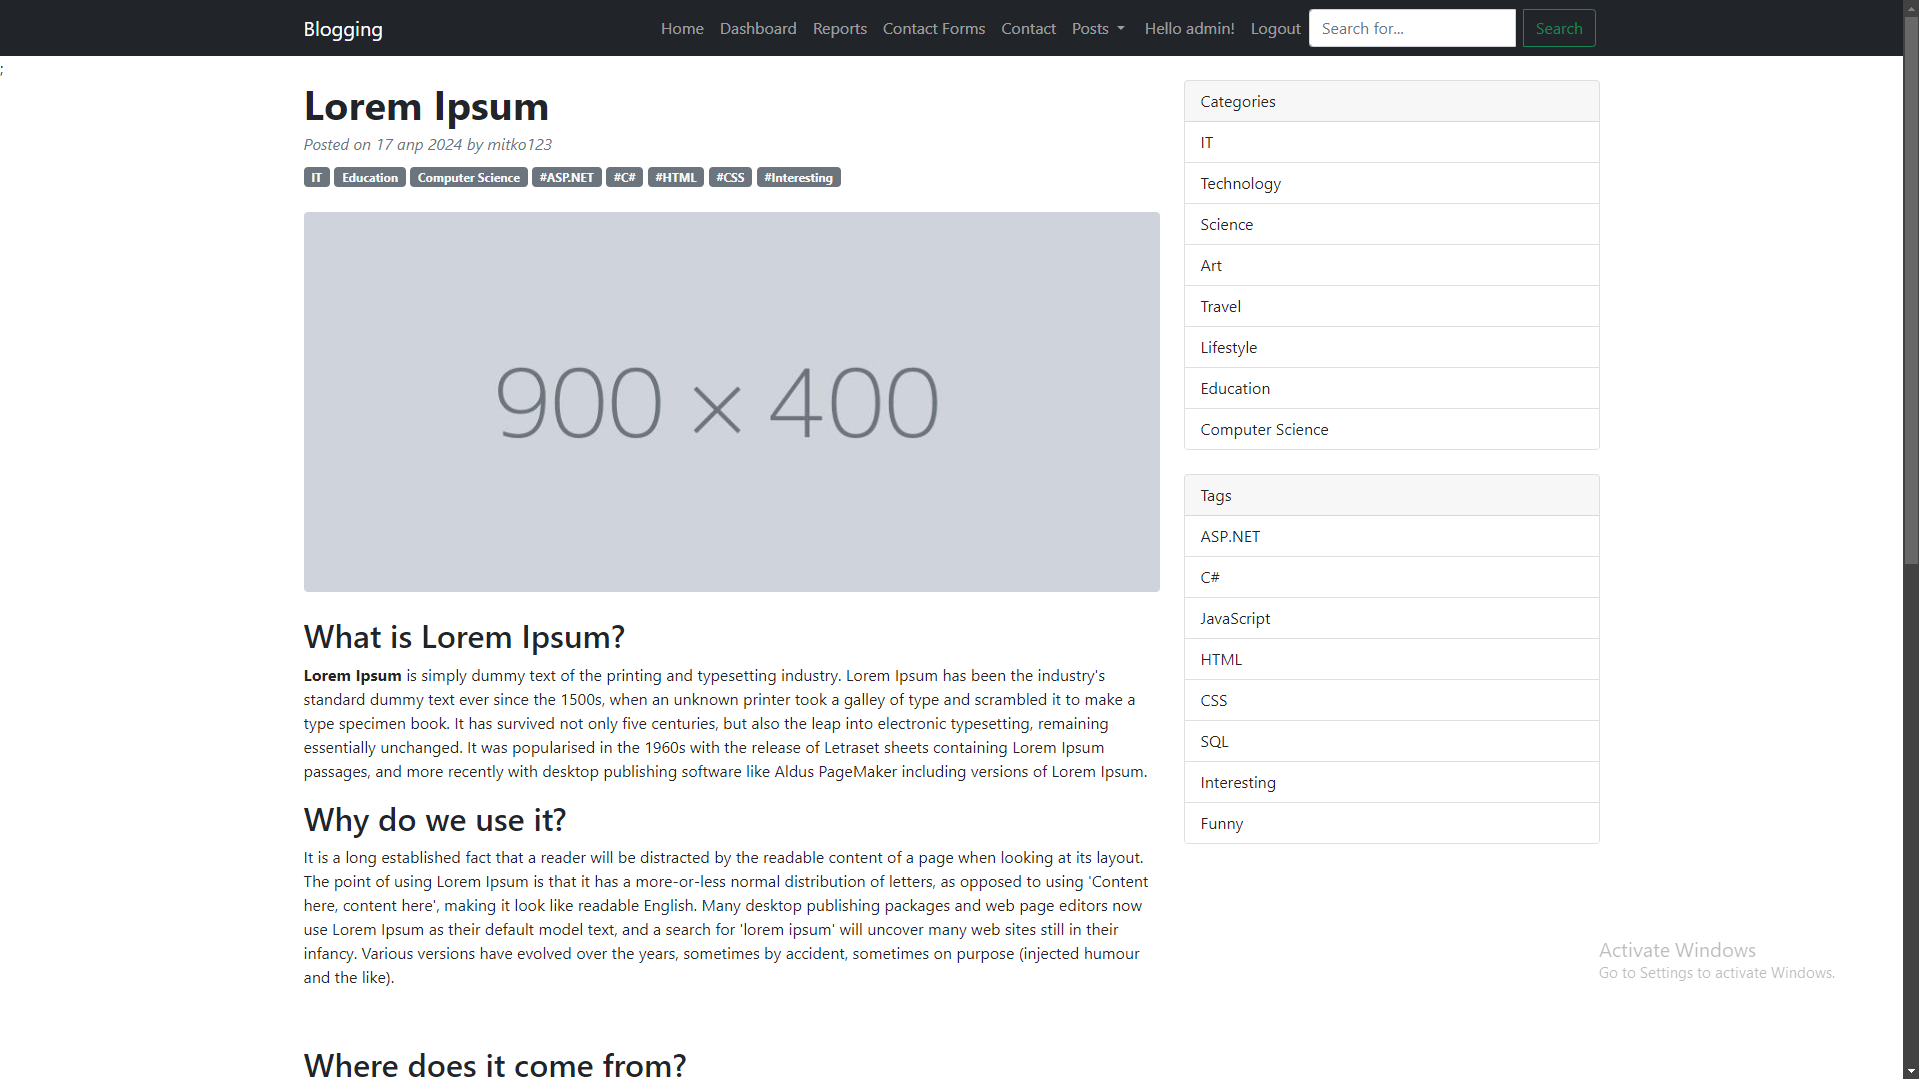 Blogging
Home Dashboard Reports Contact Forms Contact Posts Hello admin! Logout Search for... Search
;
Lorem Ipsum
Posted on 17 апр 2024 by mitko123
IT Education Computer Science #ASP.NET #C# #HTML #CSS #Interesting
900 × 400
What is Lorem Ipsum?
Lorem Ipsum is simply dummy text of the printing and typesetting industry. Lorem Ipsum has been the industry's
standard dummy text ever since the 1500s, when an unknown printer took a galley of type and scrambled it to make a
type specimen book. It has survived not only five centuries, but also the leap into electronic typesetting, remaining
essentially unchanged. It was popularised in the 1960s with the release of Letraset sheets containing Lorem Ipsum
passages, and more recently with desktop publishing software like Aldus PageMaker including versions of Lorem Ipsum.
Why do we use it?
It is a long established fact that a reader will be distracted by the readable content of a page when looking at its layout.
The point of using Lorem Ipsum is that it has a more-or-less normal distribution of letters, as opposed to using 'Content
here, content here', making it look like readable English. Many desktop publishing packages and web page editors now
use Lorem Ipsum as their default model text, and a search for 'lorem ipsum' will uncover many web sites still in their
infancy. Various versions have evolved over the years, sometimes by accident, sometimes on purpose (injected humour
and the like).
Where does it come from?
Categories
IT
Technology
Science
Art
Travel
Lifestyle
Education
Computer Science
Tags
ASP.NET
C#
JavaScript
HTML
CSS
SQL
Interesting
Funny
Activate Windows
Go to Settings to activate Windows.